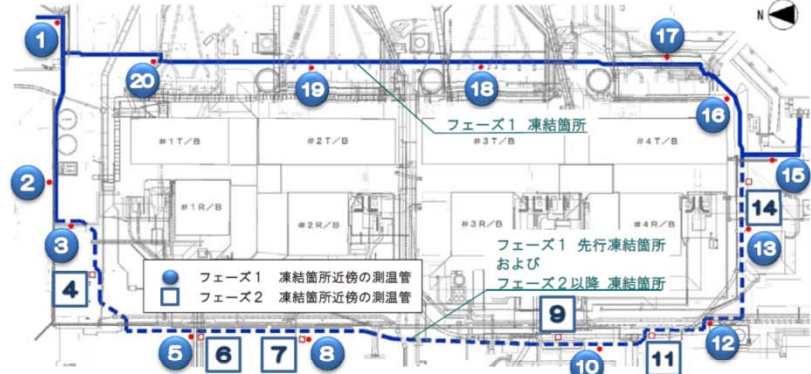 N
1
17
20
19
18
フェーズ1 凍結箇所
16
#1T/B
#2T/B
#3T/B
#4T/B
15
2
14
#1R/B
#2R/B
#3R/B
#4R/B
3
13
フェーズ1 先行凍結箇所
および
フェーズ2以降 凍結箇所
4
フェーズ1 凍結箇所近傍の測温管
フェーズ2 凍結箇所近傍の測温管
9
12
5
6
7
8
10
11